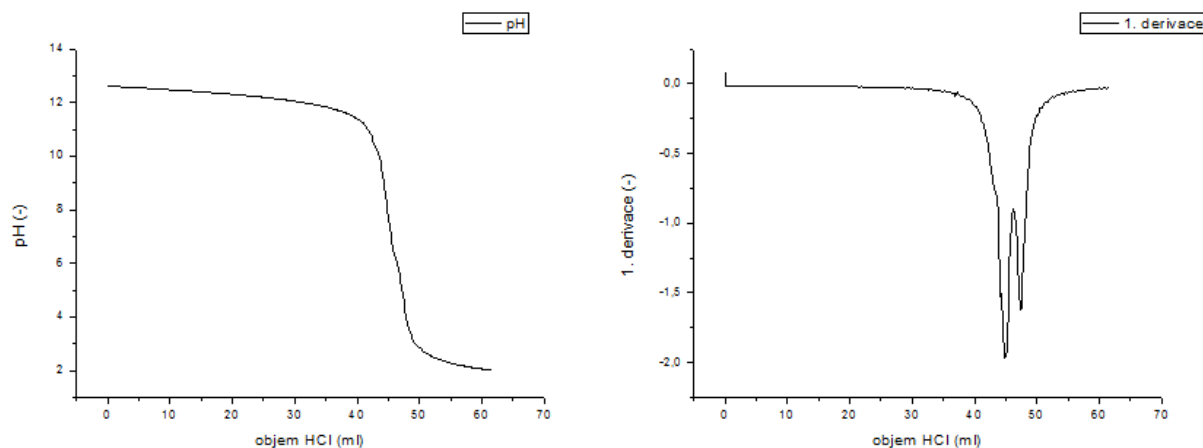 pH
14
12
10
8
6
4
2
pH (-)
0 10 20 30 40 50 60 70
objem HCl (ml)
1. derivace
0,0
-0,5
-1,0
-1,5
-2,0
1. derivace (-)
0 10 20 30 40 50 60 70
objem HCl (ml)